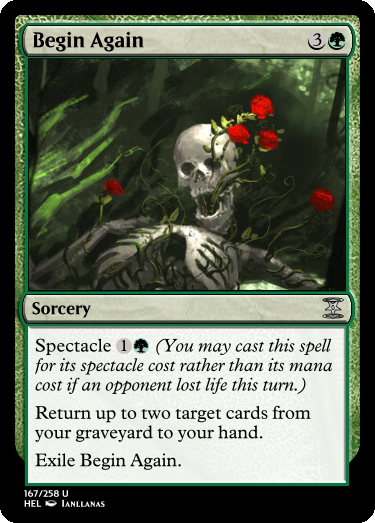 Begin Again 3
Sorcery
Spectacle 1 (You may cast this spell
for its spectacle cost rather than its mana
cost if an opponent lost life this turn.)
Return up to two target cards from
your graveyard to your hand.
Exile Begin Again.
167/258 U
HEL Ianllanas